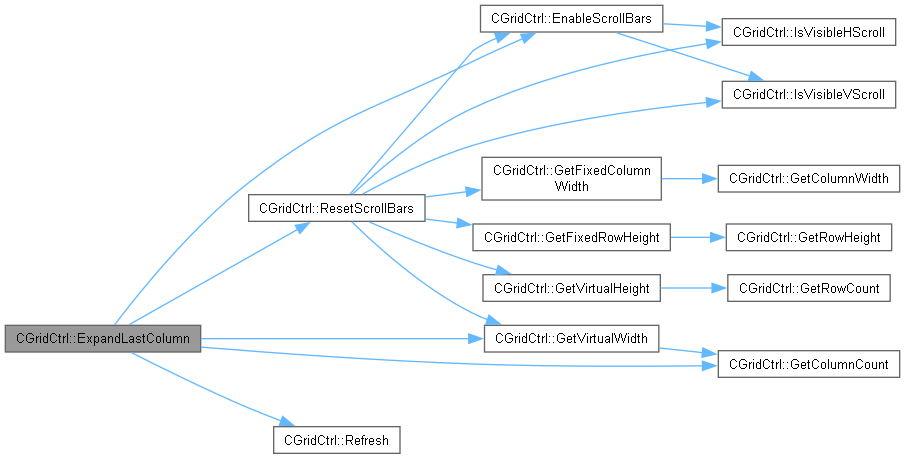 CGridCtrl::EnableScrollBars
CGridCtrl::IsVisibleHScroll
CGridCtrl::IsVisibleVScroll
CGridCtrl::GetFixedColumn
Width
CGridCtrl::GetColumnWidth
CGridCtrl::ResetScrollBars
CGridCtrl::GetFixedRowHeight
CGridCtrl::GetRowHeight
CGridCtrl::GetVirtualHeight
CGridCtrl::GetRowCount
CGridCtrl::ExpandLastColumn
CGridCtrl::GetVirtualWidth
CGridCtrl::GetColumnCount
CGridCtrl::Refresh